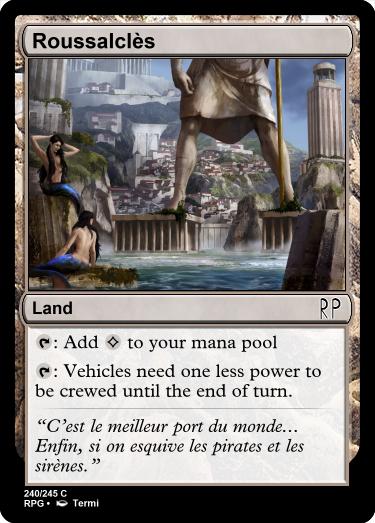 Roussalclès
Land
RP
: Add to your mana pool
: Vehicles need one less power to
be crewed until the end of turn.
“C'est le meilleur port du monde...
Enfin, si on esquive les pirates et les
sirènes.”
240/245 C
RPG • Termi